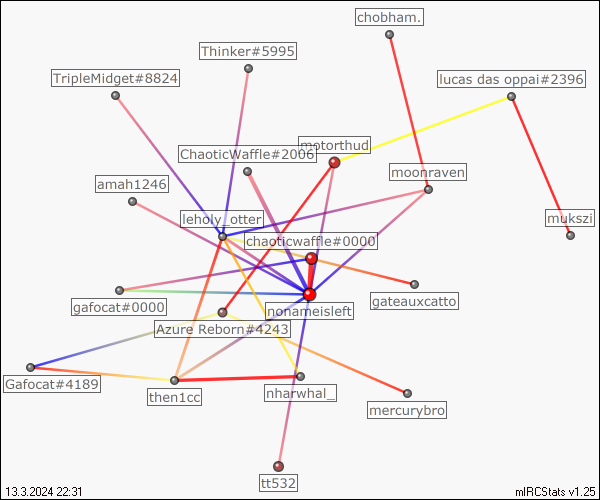 chobham.
Thinker#5995
TripleMidget#8824
lucas das oppai#2396
motorthud
ChaoticWaffle#2006
moonraven
amah1246
leholy_otter
mukszi
chaoticwaffle#0000
gafocat#0000
nonameisleft
gateauxcatto
Azure Reborn#4243
Gafocat#4189
then1cc
nharwhal_
mercurybro
tt532
13.3.2024 22:31
mIRCStats v1.25